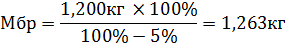 Мбр = 1,200кг × 100% / 100% − 5% = 1,263кг